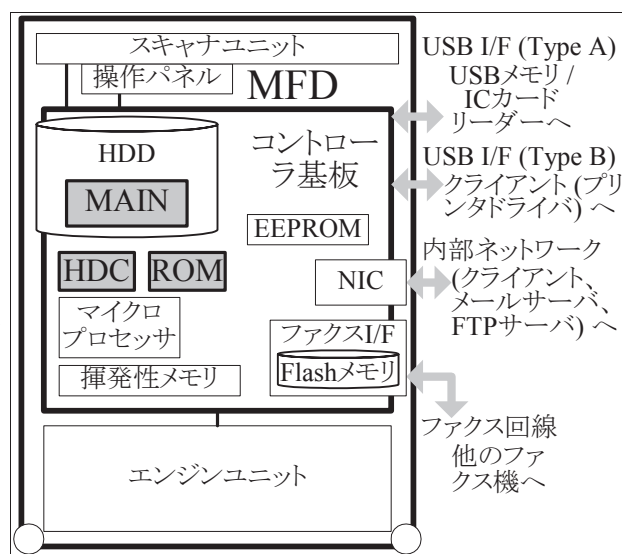 スキャナユニット
操作パネル
MFD
HDD
MAIN
コントロー
ラ基板
EEPROM
HDC
ROM
NIC
マイクロ
プロセッサ
ファクスI/F
Flashメモリ
揮発性メモリ
エンジンユニット
USB I/F (Type A)
USBメモリ /
ICカード
リーダーへ
USB I/F (Type B)
クライアント (プリ
ンタドライバ) へ
内部ネットワーク
(クライアント、
メールサーバ、
FTPサーバ) へ
ファクス回線
他のファ
クス機へ